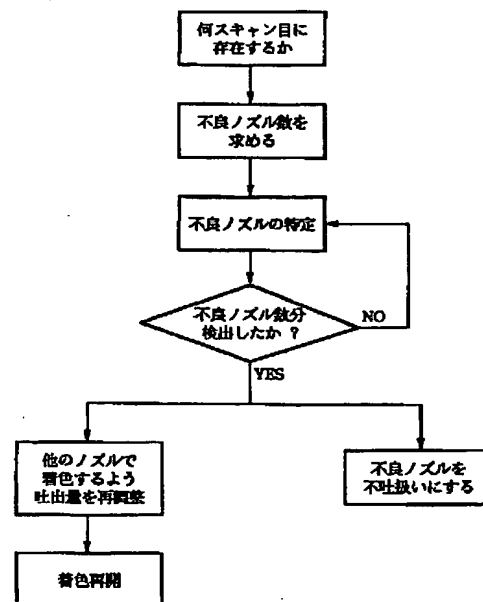 何スキャン目に
存在するか
不良ノズル数を
求める
不良ノズルの特定
不良ノズル数分
検出したか ?
NO
YES
他のノズルで
着色するよう
吐出量を再調整
不良ノズルを
不吐扱いにする
着色再開